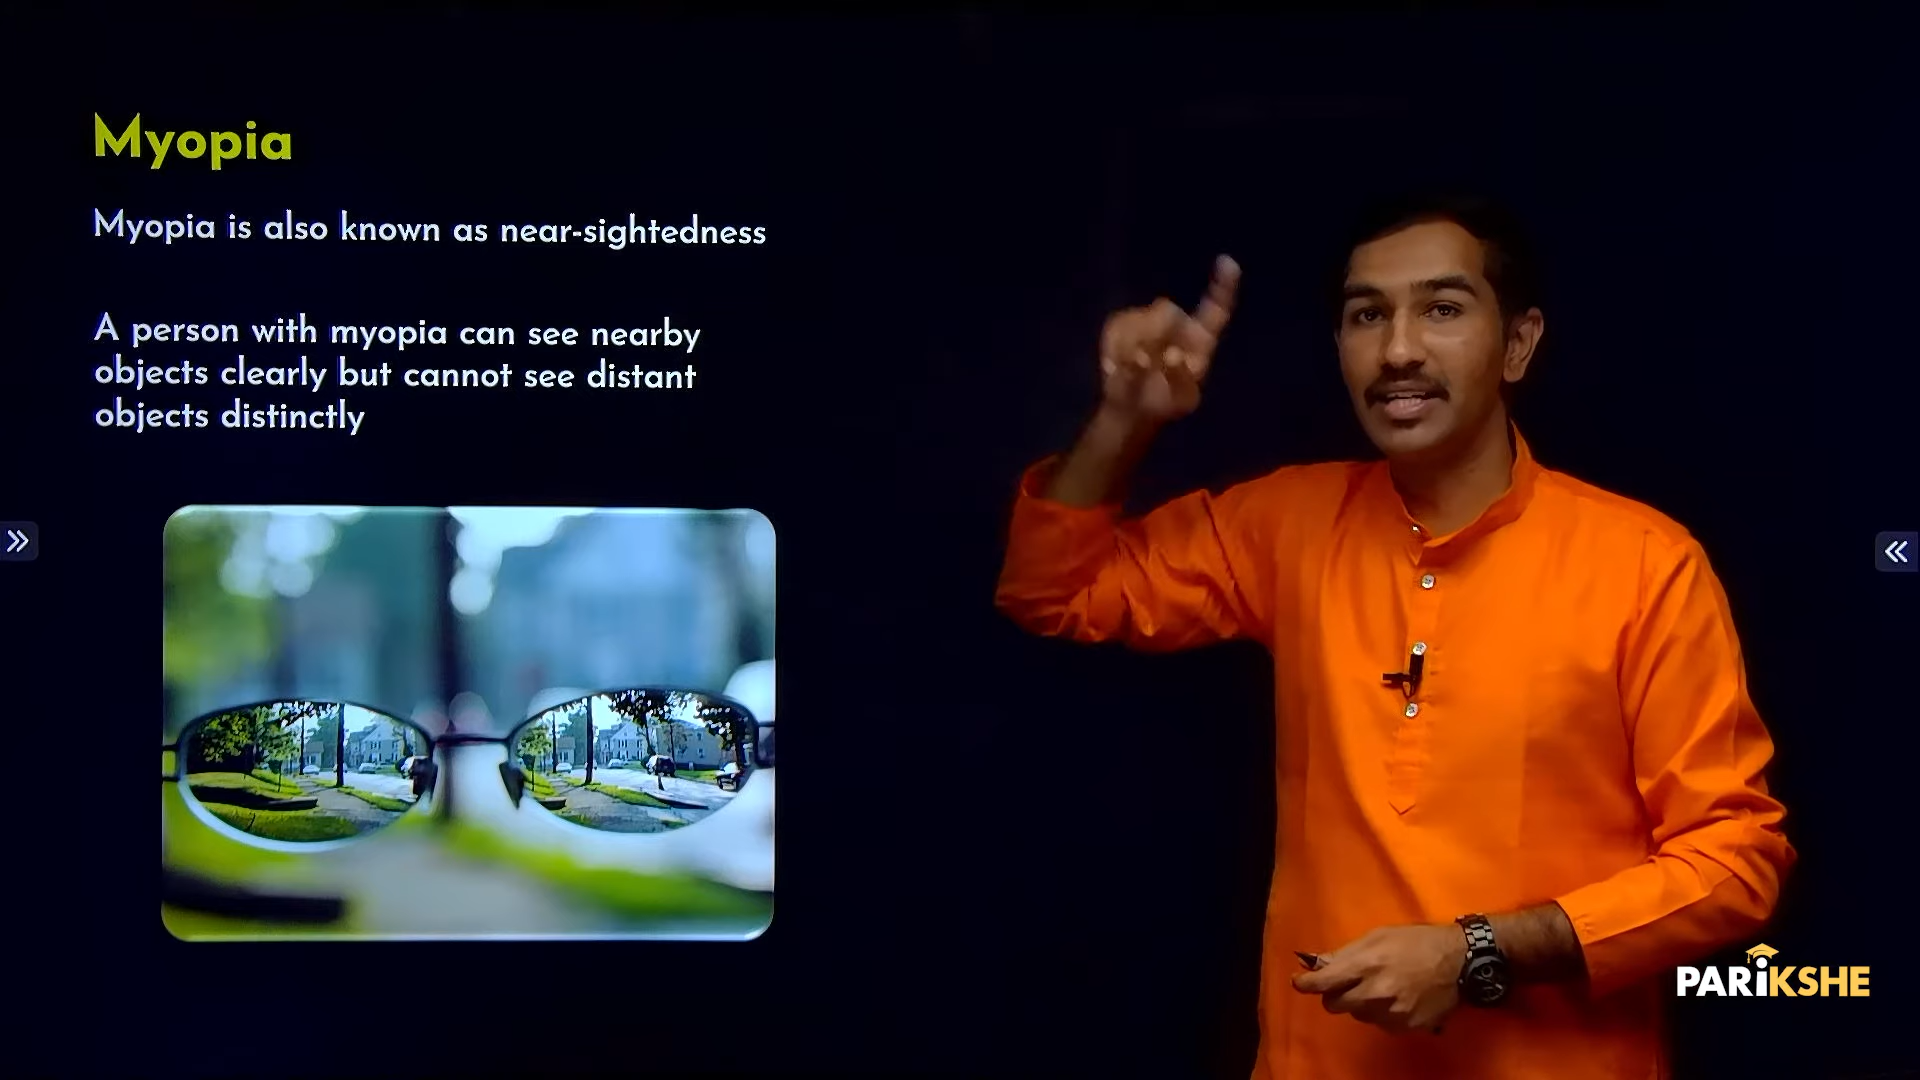 Myopia
Myopia is also known as near-sightedness
A person with myopia can see nearby
objects clearly but cannot see distant
objects distinctly
PARiKSHE